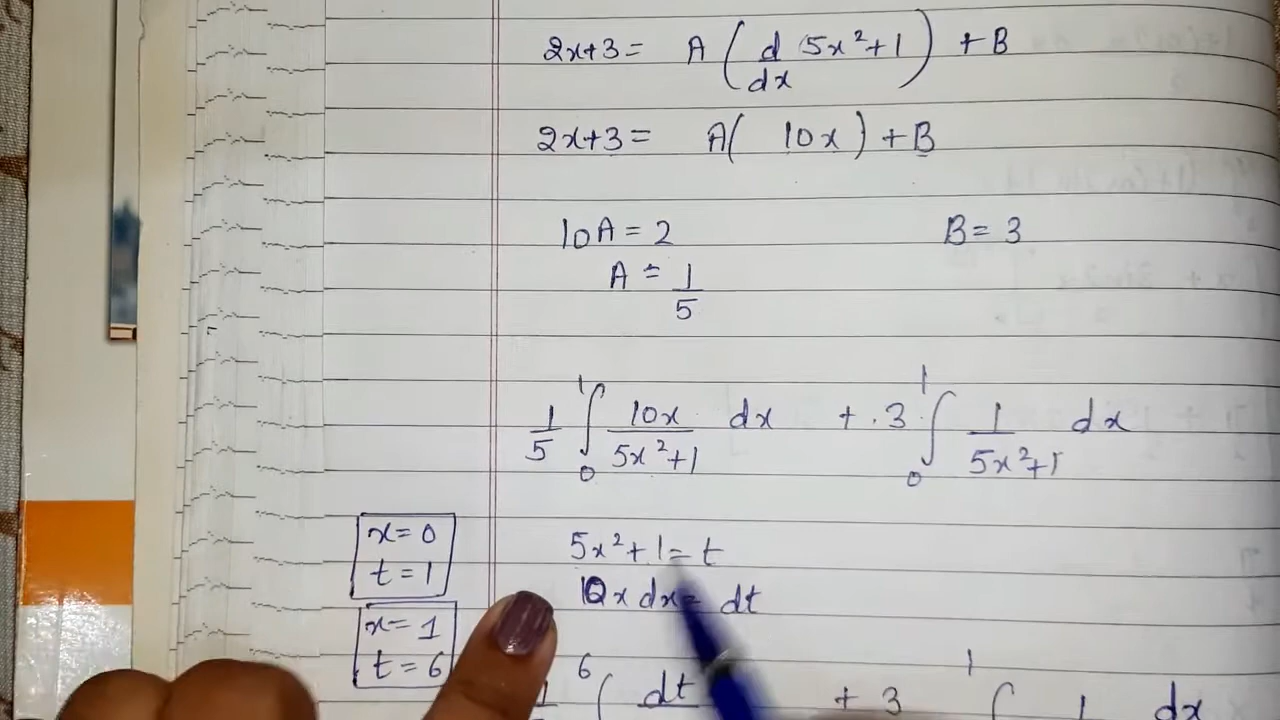 2x+3 = A ( d/dx 5x²+1 ) + B
2x+3 = A( 10x ) + B
10A = 2 B = 3
A = 1/5
1/5 ∫₀¹ 10x/5x²+1 dx + 3 ∫₀¹ 1/5x²+1 dx
x=0
t=1
5x²+1 = t
10x dx = dt
x=1
t=6
6 ∫ dt + 3 1 ∫ 1 dx